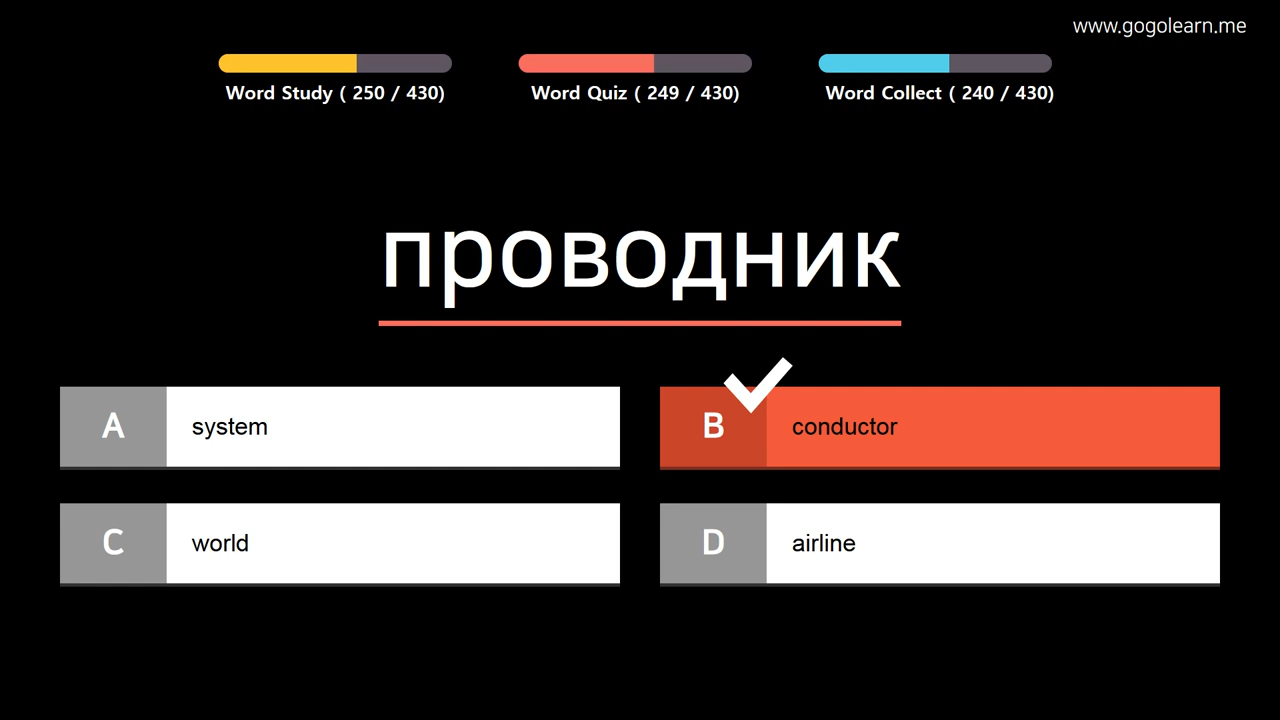 www.gogolearn.me
Word Study ( 250 / 430)
Word Quiz ( 249 / 430)
Word Collect ( 240 / 430)
проводник
A system
B conductor
C world
D airline